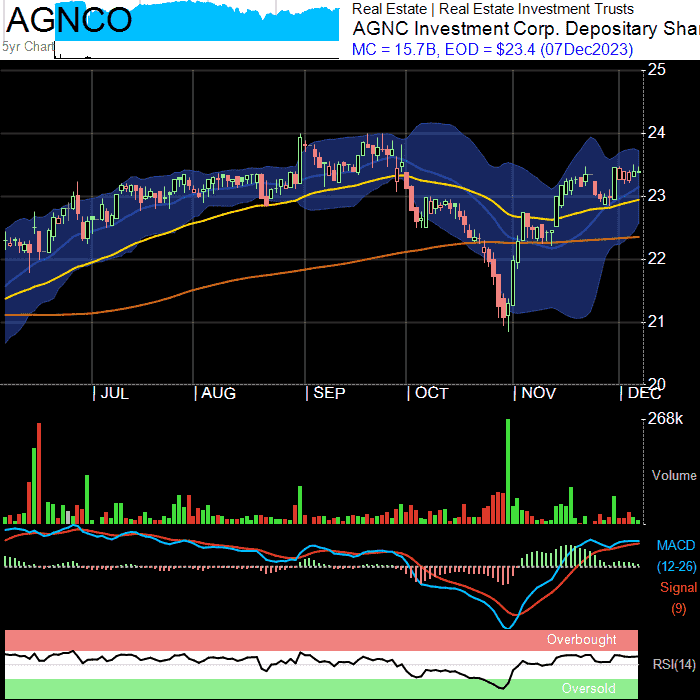 AGNCO
5yr Chart
Real Estate | Real Estate Investment Trusts
AGNC Investment Corp. Depositary Shar
MC = 15.7B, EOD = $23.4 (07Dec2023)
25
24
23
22
21
20
| JUL
| AUG
| SEP
| OCT
| NOV
| DEC
268k
Volume
MACD
(12-26)
Signal
(9)
Overbought
RSI(14)
Oversold